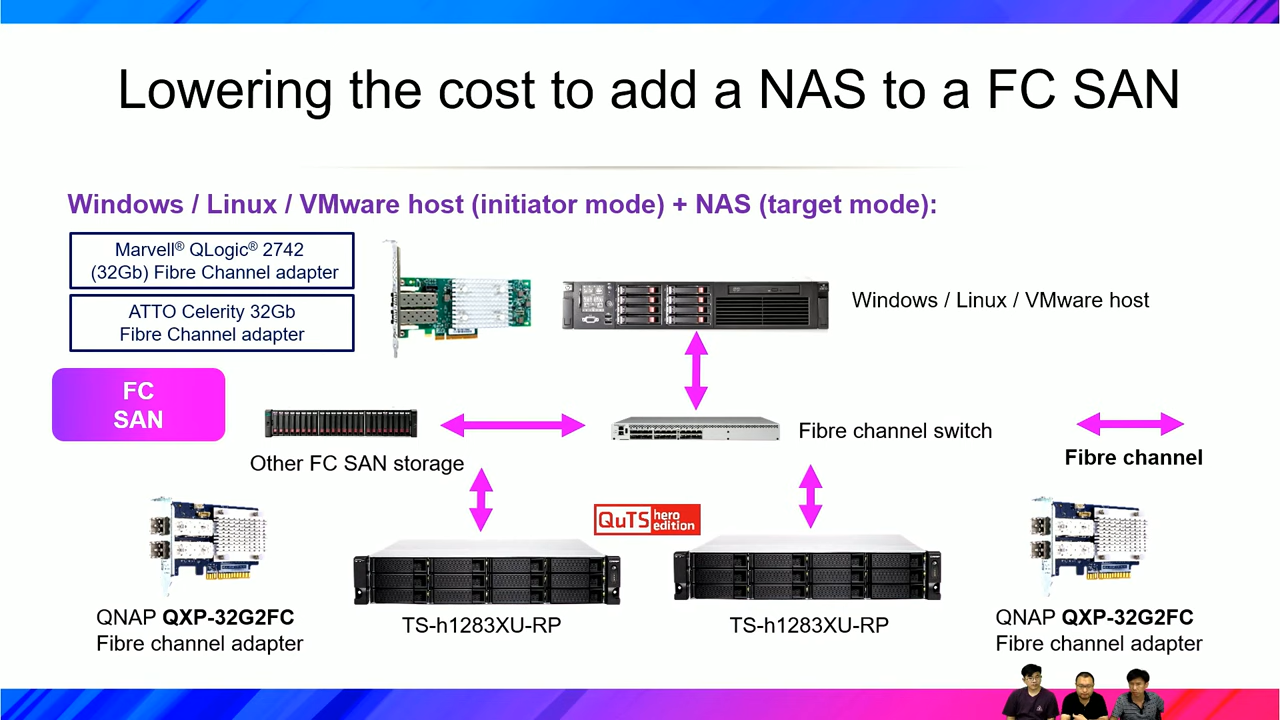 Lowering the cost to add a NAS to a FC SAN
Windows / Linux / VMware host (initiator mode) + NAS (target mode):
Marvell® QLogic® 2742
(32Gb) Fibre Channel adapter
ATTO Celerity 32Gb
Fibre Channel adapter
Windows / Linux / VMware host
FC
SAN
Other FC SAN storage
Fibre channel switch
Fibre channel
QuTS hero
edition
QNAP QXP-32G2FC
Fibre channel adapter
TS-h1283XU-RP
TS-h1283XU-RP
QNAP QXP-32G2FC
Fibre channel adapter